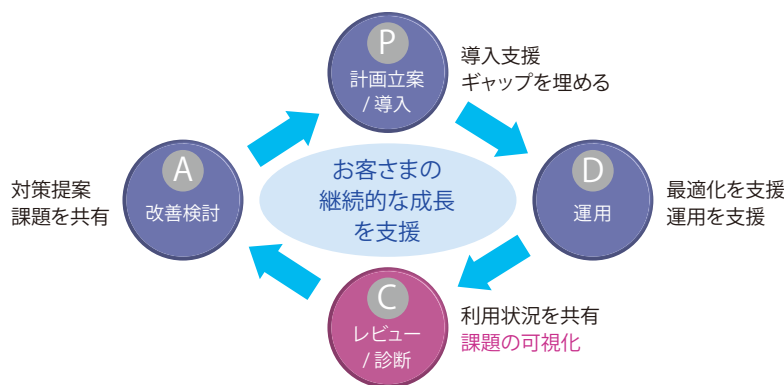 P
計画立案
/ 導入
導入支援
ギャップを埋める
A
改善検討
対策提案
課題を共有
お客さまの
継続的な成長
を支援
D
運用
最適化を支援
運用を支援
C
レビュー
/ 診断
利用状況を共有
課題の可視化